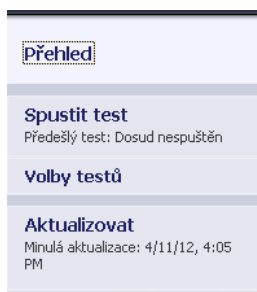 Přehled
Spustit test
Předešlý test: Dosud nespuštěn
Volby testů
Aktualizovat
Minulá aktualizace: 4/11/12, 4:05
PM